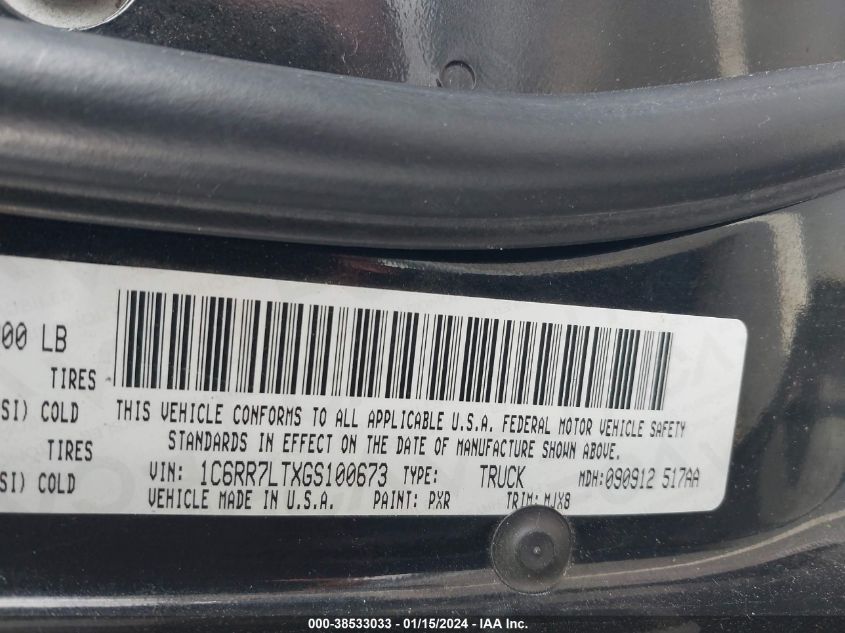 00 LB
TIRES
SI) COLD
TIRES
SI) COLD
THIS VEHICLE CONFORMS TO ALL APPLICABLE U.S.A. FEDERAL MOTOR VEHICLE SAFETY
STANDARDS IN EFFECT ON THE DATE OF MANUFACTURE SHOWN ABOVE.
VIN: 1C6RR7LTXGS100673 TYPE: TRUCK MDH:090912 517AA
VEHICLE MADE IN U.S.A. PAINT: PXR TRIM: MJX8
000-38533033 - 01/15/2024 - IAA Inc.